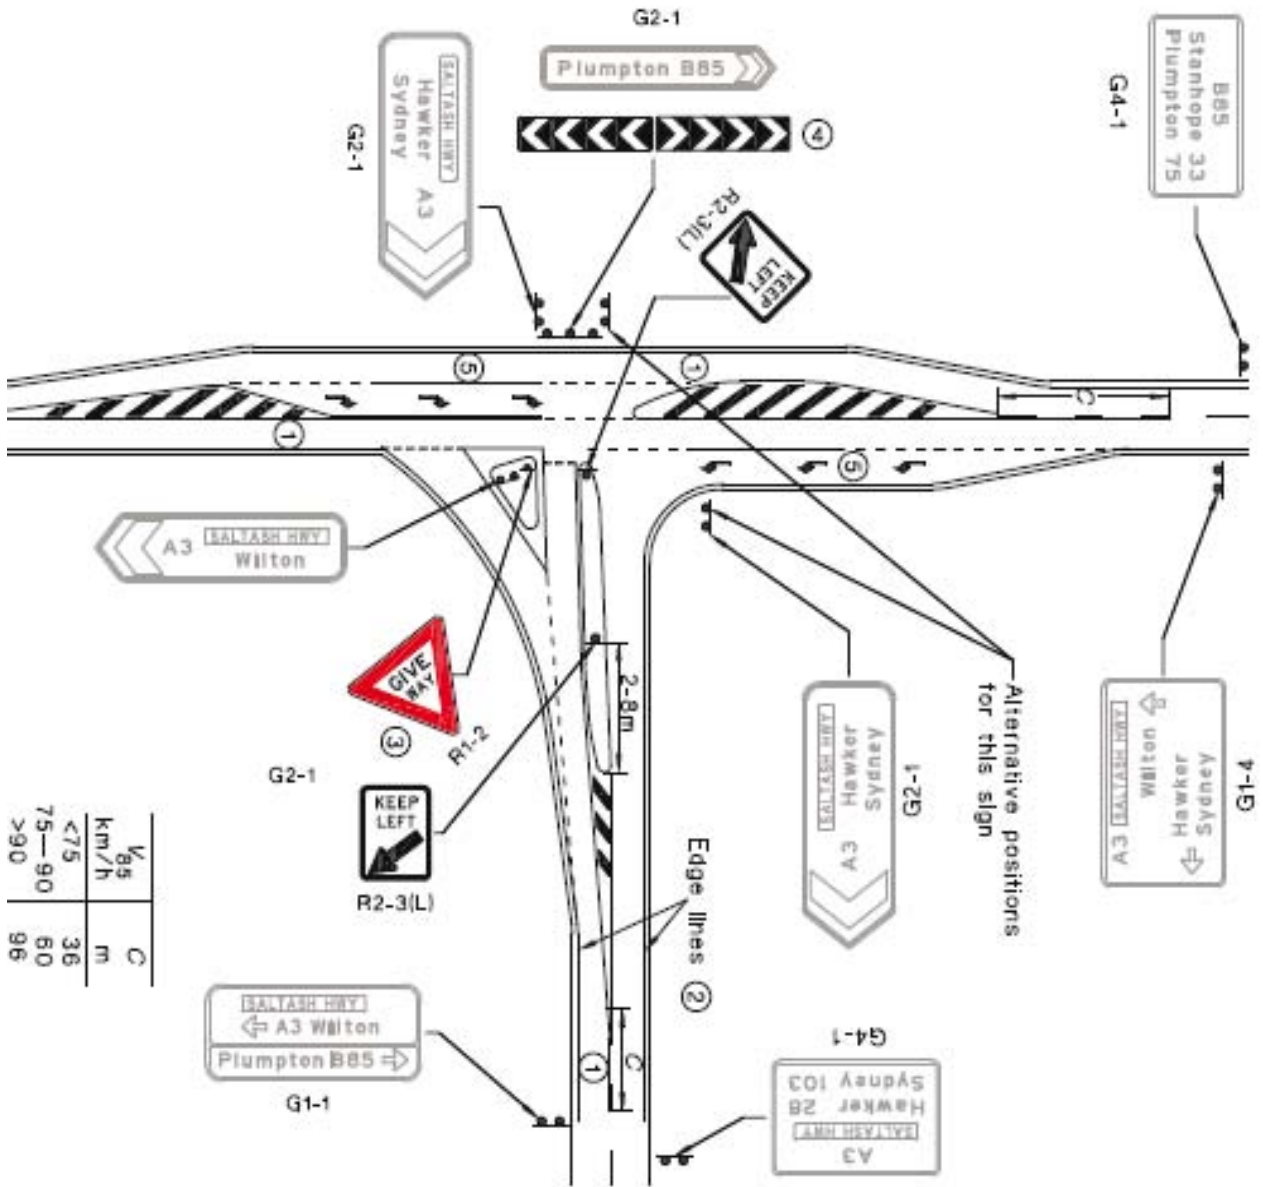 G2-1
Plumpton B85
4
SALTASH HWY
Hawker A3
Sydney
G2-1
B85
Stanhope 33
Plumpton 75
G4-1
R2-3(L)
KEEP
LEFT
5
1
C
1
5
A3 SALTASH HWY
Wilton
GIVE
WAY
3
R1-2
G2-1
2-8m
KEEP
LEFT
R2-3(L)
Alternative positions
for this sign
Sydney
Hawker
SALTASH HWY A3
G2-1
Sydney
Hawker
Wilton
A3 SALTASH HWY
G1-4
Edge lines 2
V85 C
km/h m
<75 36
75—90 60
>90 96
SALTASH HWY
A3 Wilton
Plumpton B85
G1-1
1
C
G4-1
A3
SALTASH HWY
Hawker 28
Sydney 103